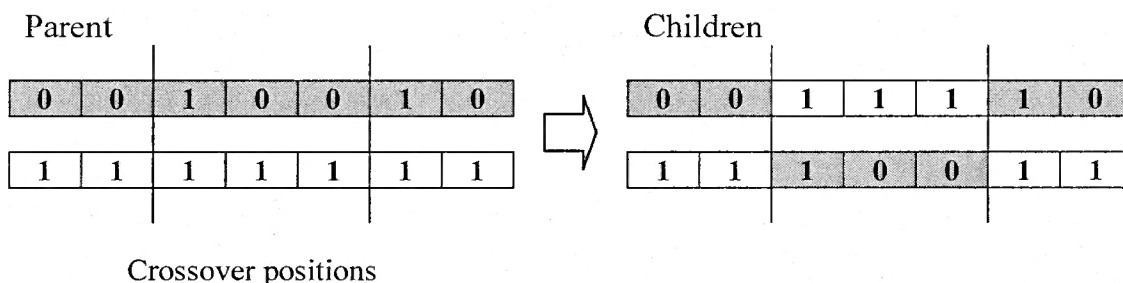 Parent
Children
0 0 1 0 0 1 0
0 0 1 1 1 1 0
1 1 1 1 1 1 1
1 1 1 0 0 1 1
Crossover positions